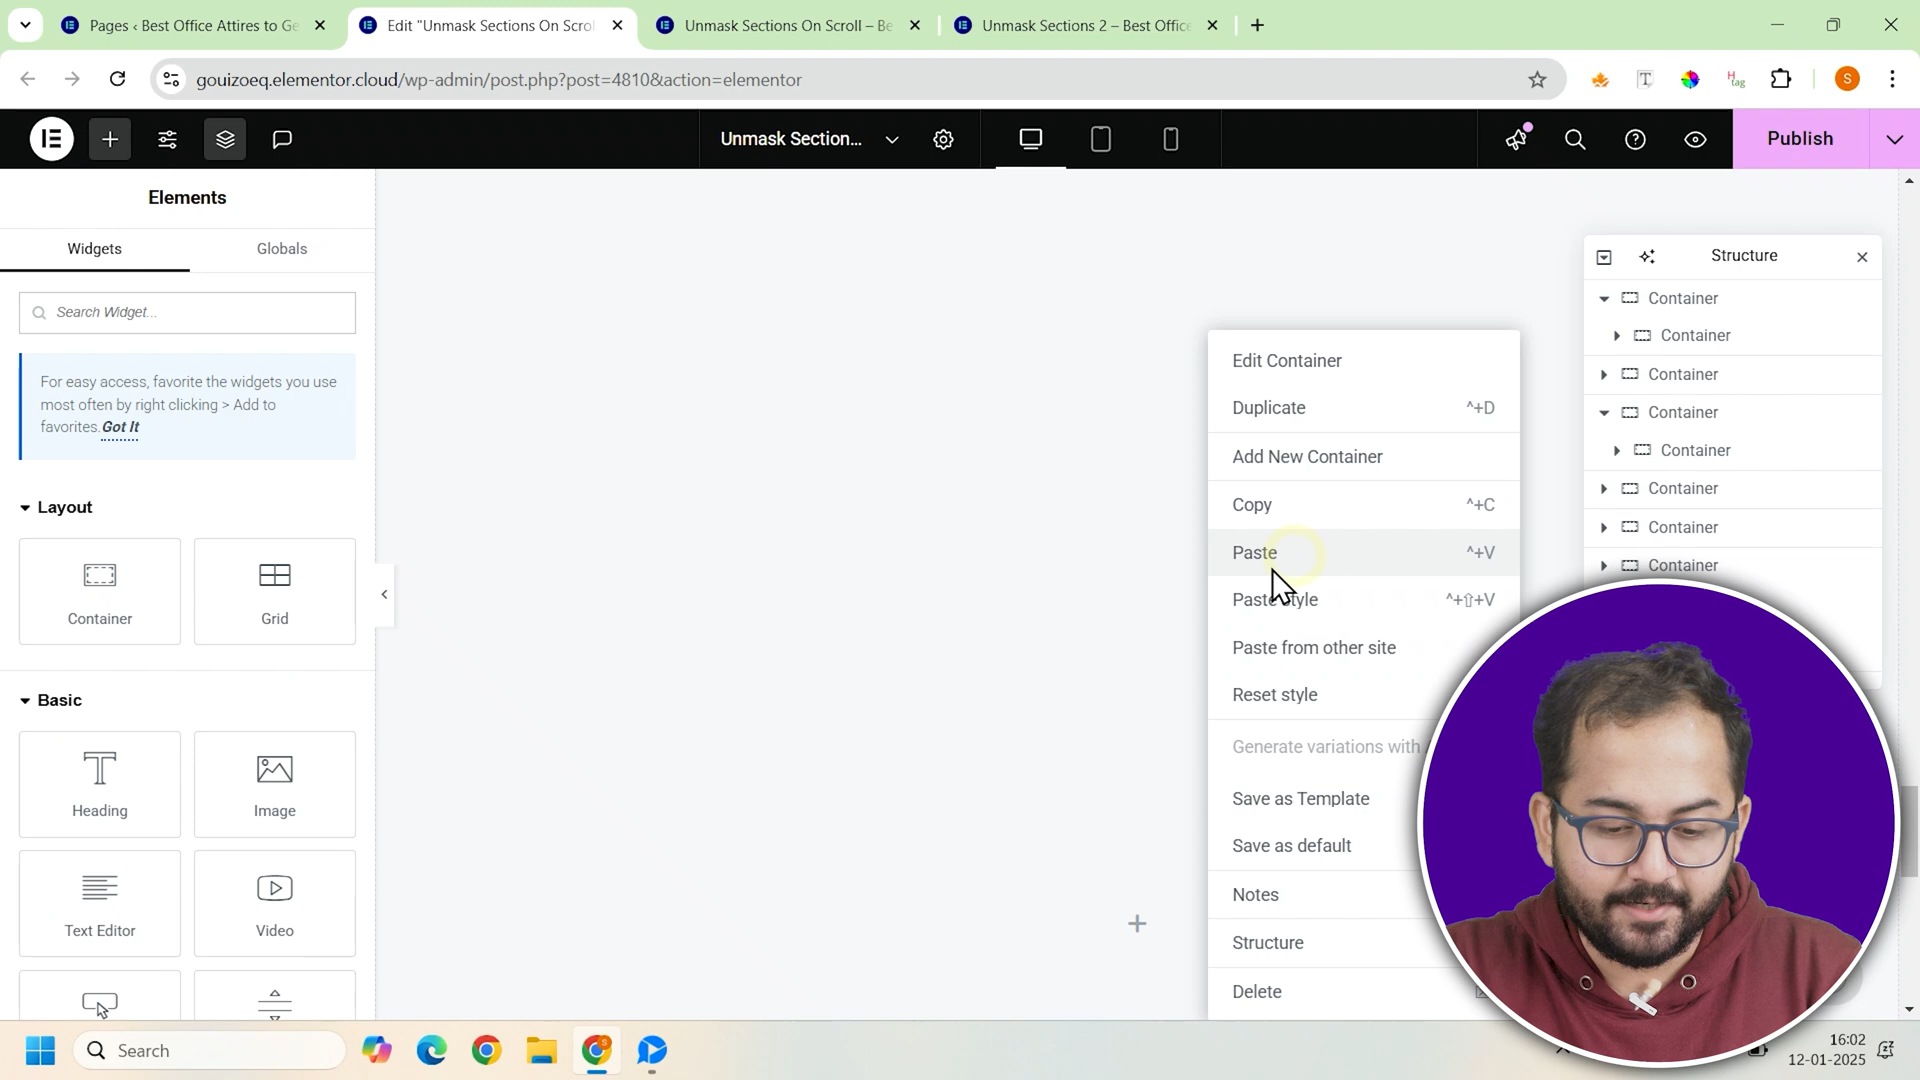 Pages ‹ Best Office Attires to Ge
Edit "Unmask Sections On Scrol
Unmask Sections On Scroll – Be
Unmask Sections 2 – Best Office
gouizoeq.elementor.cloud/wp-admin/post.php?post=4810&action=elementor
T
H
tag
S
Unmask Section...
Publish
Elements
Widgets
Globals
Search Widget...
For easy access, favorite the widgets you use
most often by right clicking > Add to
favorites. Got It
Layout
Container
Grid
Basic
Heading
Image
Text Editor
Video
Edit Container
Duplicate ^+D
Add New Container
Copy ^+C
Paste ^+V
Paste style ^+⇧+V
Paste from other site
Reset style
Generate variations with
Save as Template
Save as default
Notes
Structure
Delete
Structure
Container
Container
Container
Container
Container
Container
Container
Container
Search
16:02
12-01-2025